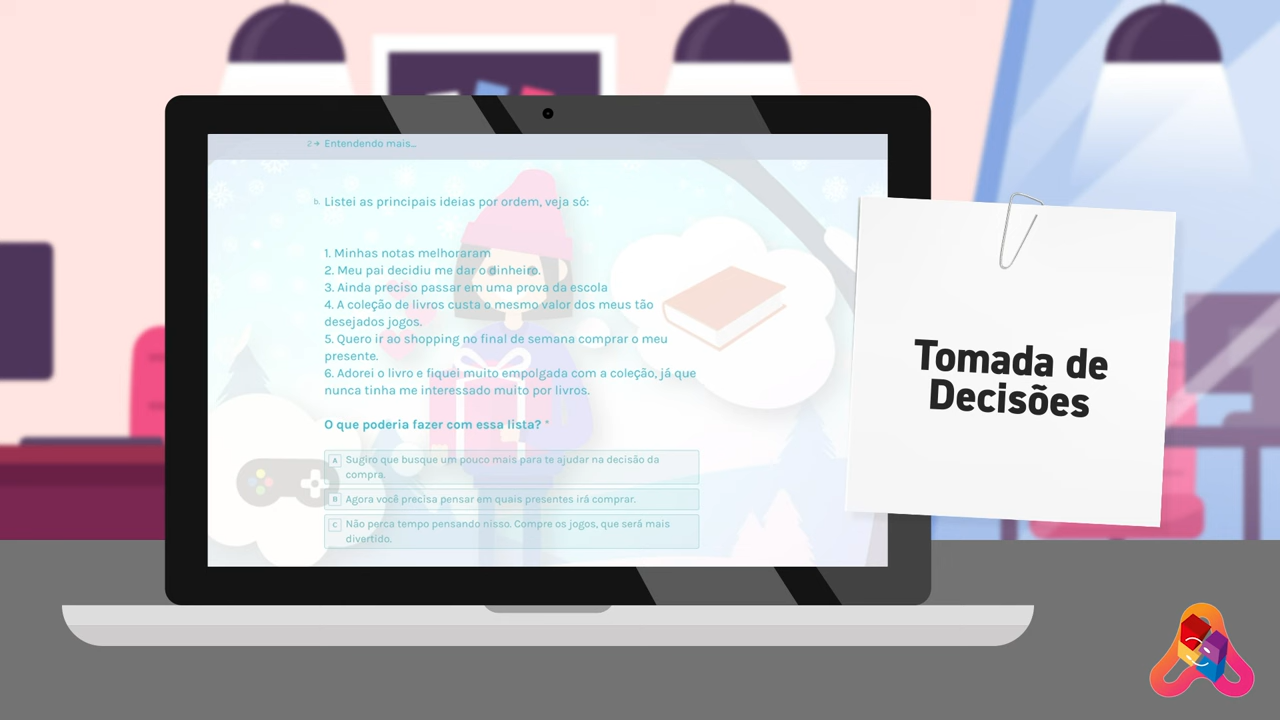 2 → Entendendo mais...
b. Listei as principais ideias por ordem, veja só:
1. Minhas notas melhoraram
2. Meu pai decidiu me dar o dinheiro.
3. Ainda preciso passar em uma prova da escola
4. A coleção de livros custa o mesmo valor dos meus tão
desejados jogos.
5. Quero ir ao shopping no final de semana comprar o meu
presente.
6. Adorei o livro e fiquei muito empolgada com a coleção, já que
nunca tinha me interessado muito por livros.
O que poderia fazer com essa lista? *
A Sugiro que busque um pouco mais para te ajudar na decisão da
compra.
B Agora você precisa pensar em quais presentes irá comprar.
C Não perca tempo pensando nisso. Compre os jogos, que será mais
divertido.
Tomada de
Decisões